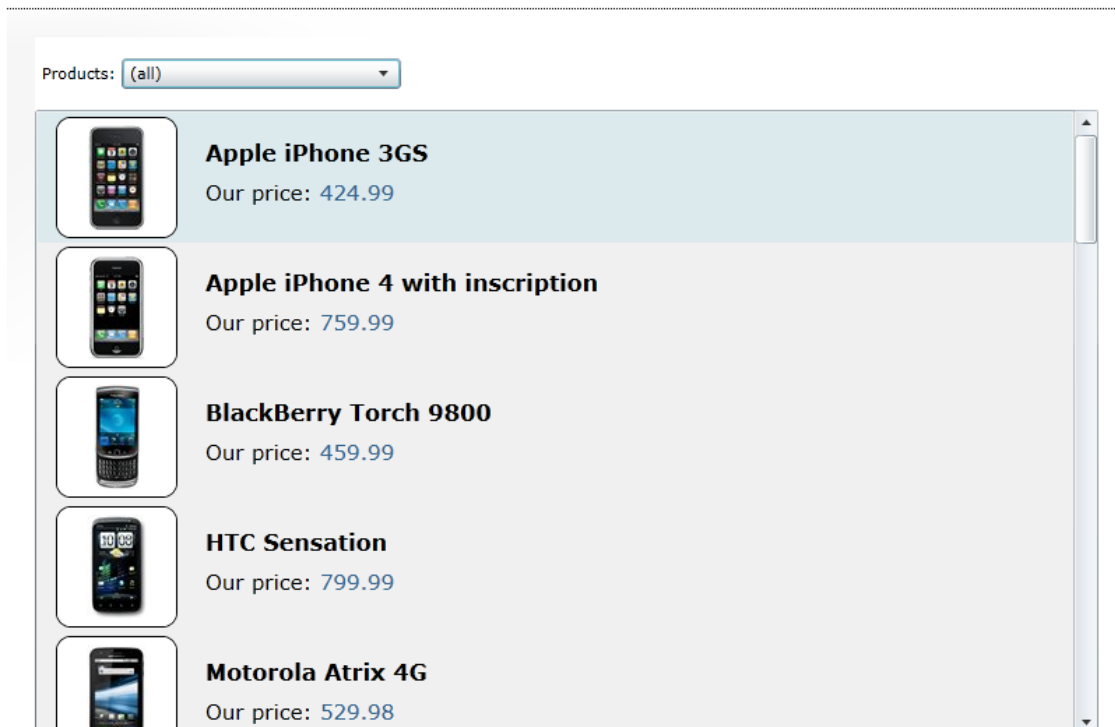 Products: (all)
Apple iPhone 3GS
Our price: 424.99
Apple iPhone 4 with inscription
Our price: 759.99
BlackBerry Torch 9800
Our price: 459.99
HTC Sensation
Our price: 799.99
Motorola Atrix 4G
Our price: 529.98